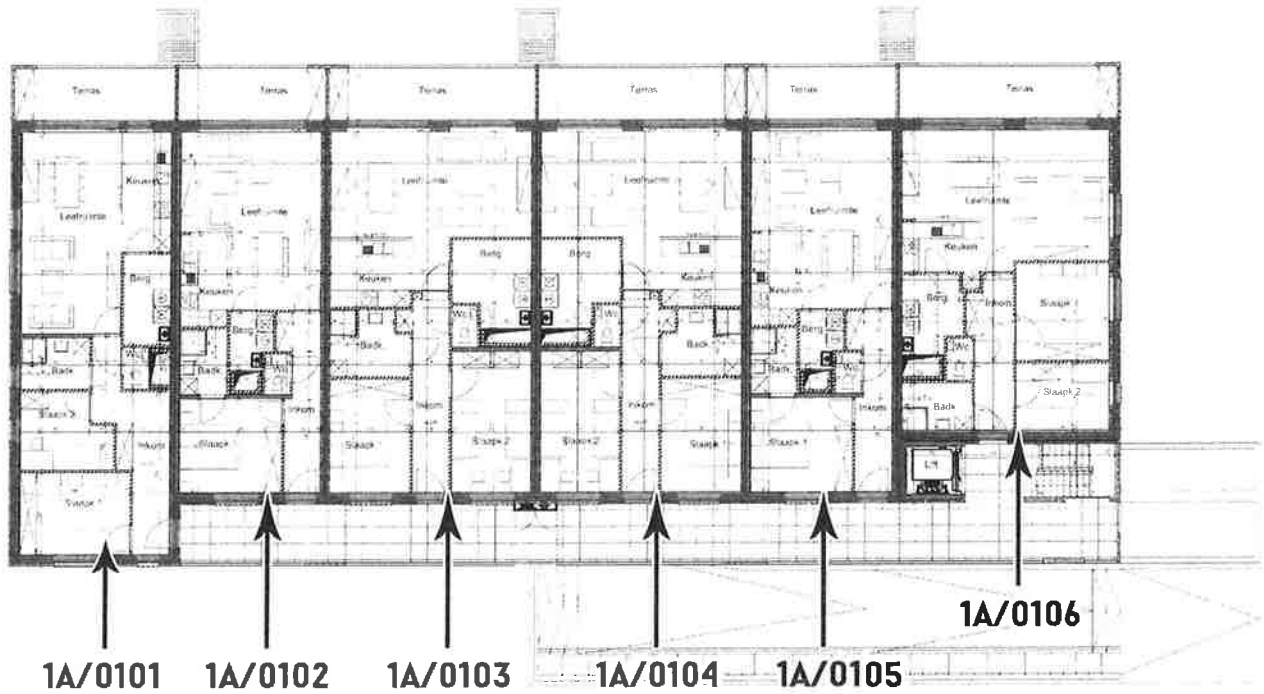 Terras Terras Terras Terras Terras Terras
Keuken
Leefruimte Leefruimte Leefruimte Leefruimte Leefruimte Leefruimte
Keuken Keuken Keuken Keuken Keuken
Berg Berg Berg Berg Berg Berg
Inkom Slaapk 1
Wc Wc Wc Wc Wc Wc
Badk Badk Badk Badk Badk Badk
Slaapk 2
Slaapk 2
Inkom Inkom Inkom Inkom Inkom
Slaapk Slaapk Slaapk 2 Slaapk 2 Slaapk Slaapk 1
Lift
Slaapk 1
1A/0106
1A/0101 1A/0102 1A/0103 1A/0104 1A/0105